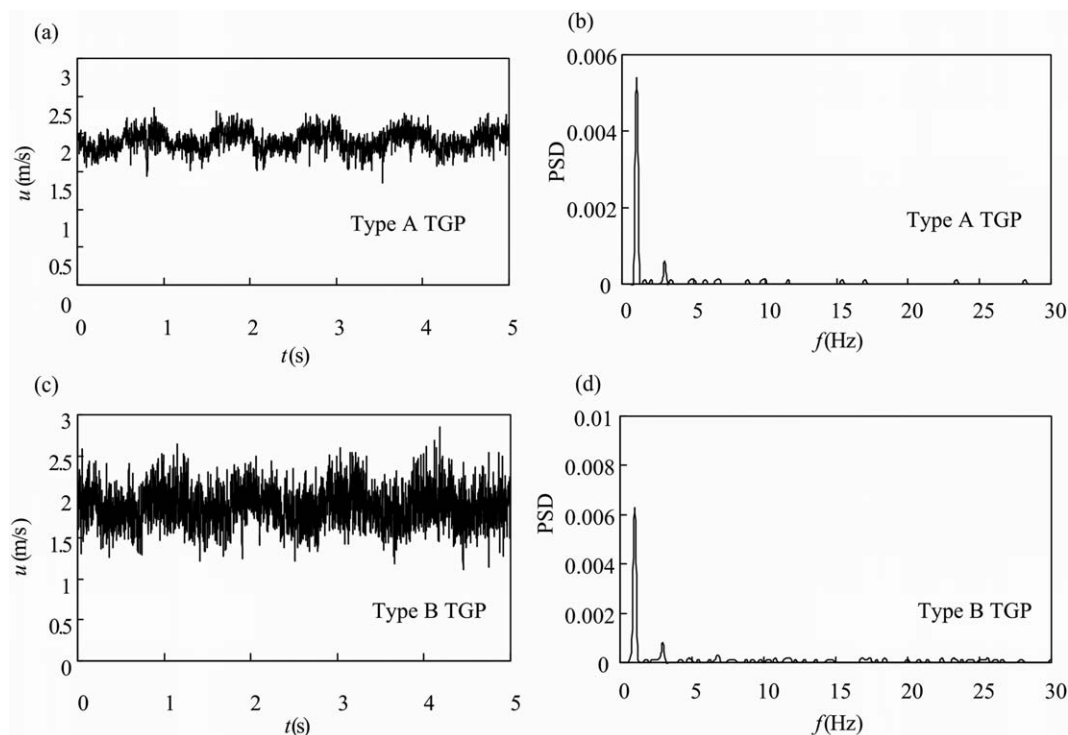 (a)
3
2.5
2
1.5
1
0.5
0
u (m/s)
Type A TGP
0 1 2 3 4 5
t(s)
(b)
0.006
0.004
0.002
0
PSD
Type A TGP
0 5 10 15 20 25 30
f(Hz)
(c)
3
2.5
2
1.5
1
0.5
0
u (m/s)
Type B TGP
0 1 2 3 4 5
t(s)
(d)
0.01
0.008
0.006
0.004
0.002
0
PSD
Type B TGP
0 5 10 15 20 25 30
f(Hz)